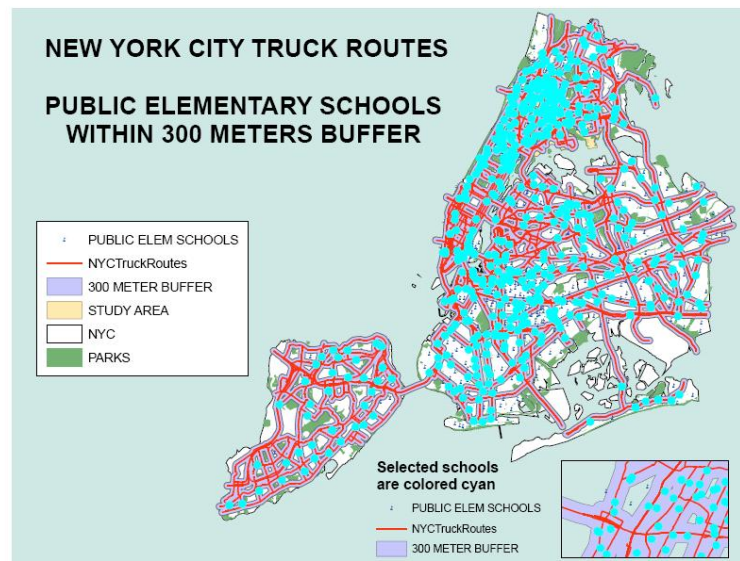 NEW YORK CITY TRUCK ROUTES
PUBLIC ELEMENTARY SCHOOLS
WITHIN 300 METERS BUFFER
PUBLIC ELEM SCHOOLS
NYCTruckRoutes
300 METER BUFFER
STUDY AREA
NYC
PARKS
Selected schools
are colored cyan
PUBLIC ELEM SCHOOLS
NYCTruckRoutes
300 METER BUFFER